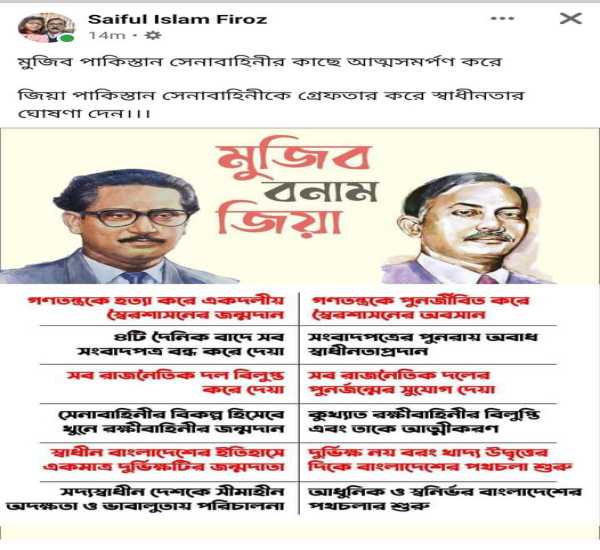 Saiful Islam Firoz
14m
মুজিব পাকিস্তান সেনাবাহিনীর কাছে আত্মসমর্পণ করে
জিয়া পাকিস্তান সেনাবাহিনীকে গ্রেফতার করে স্বাধীনতার
ঘোষণা দেন।।।
মুজিব
বনাম
জিয়া
গণতন্ত্রকে হত্যা করে একদলীয়
স্বৈরশাসনের জন্মদান
গণতন্ত্রকে পুনর্জীবিত করে
স্বৈরশাসনের অবসান
৪টি দৈনিক বাদে সব
সংবাদপত্র বন্ধ করে দেয়া
সংবাদপত্রের পুনরায় অবাধ
স্বাধীনতাপ্রদান
সব রাজনৈতিক দল বিলুপ্ত
করে দেয়া
সব রাজনৈতিক দলের
পুনর্জন্মের সুযোগ দেয়া
সেনাবাহিনীর বিকল্প হিসেবে
খুনে রক্ষীবাহিনীর জন্মদান
কুখ্যাত রক্ষীবাহিনীর বিলুপ্তি
এবং তাকে আত্মীকরণ
স্বাধীন বাংলাদেশের ইতিহাসে
একমাত্র দুর্ভিক্ষটির জন্মদাতা
দুর্ভিক্ষ নয় বরং খাদ্য উদ্বৃত্তের
দিকে বাংলাদেশের পথচলা শুরু
সদ্যস্বাধীন দেশকে সীমাহীন
অদক্ষতা ও ভাবালুতায় পরিচালনা
আধুনিক ও স্বনির্ভর বাংলাদেশের
পথচলার শুরু